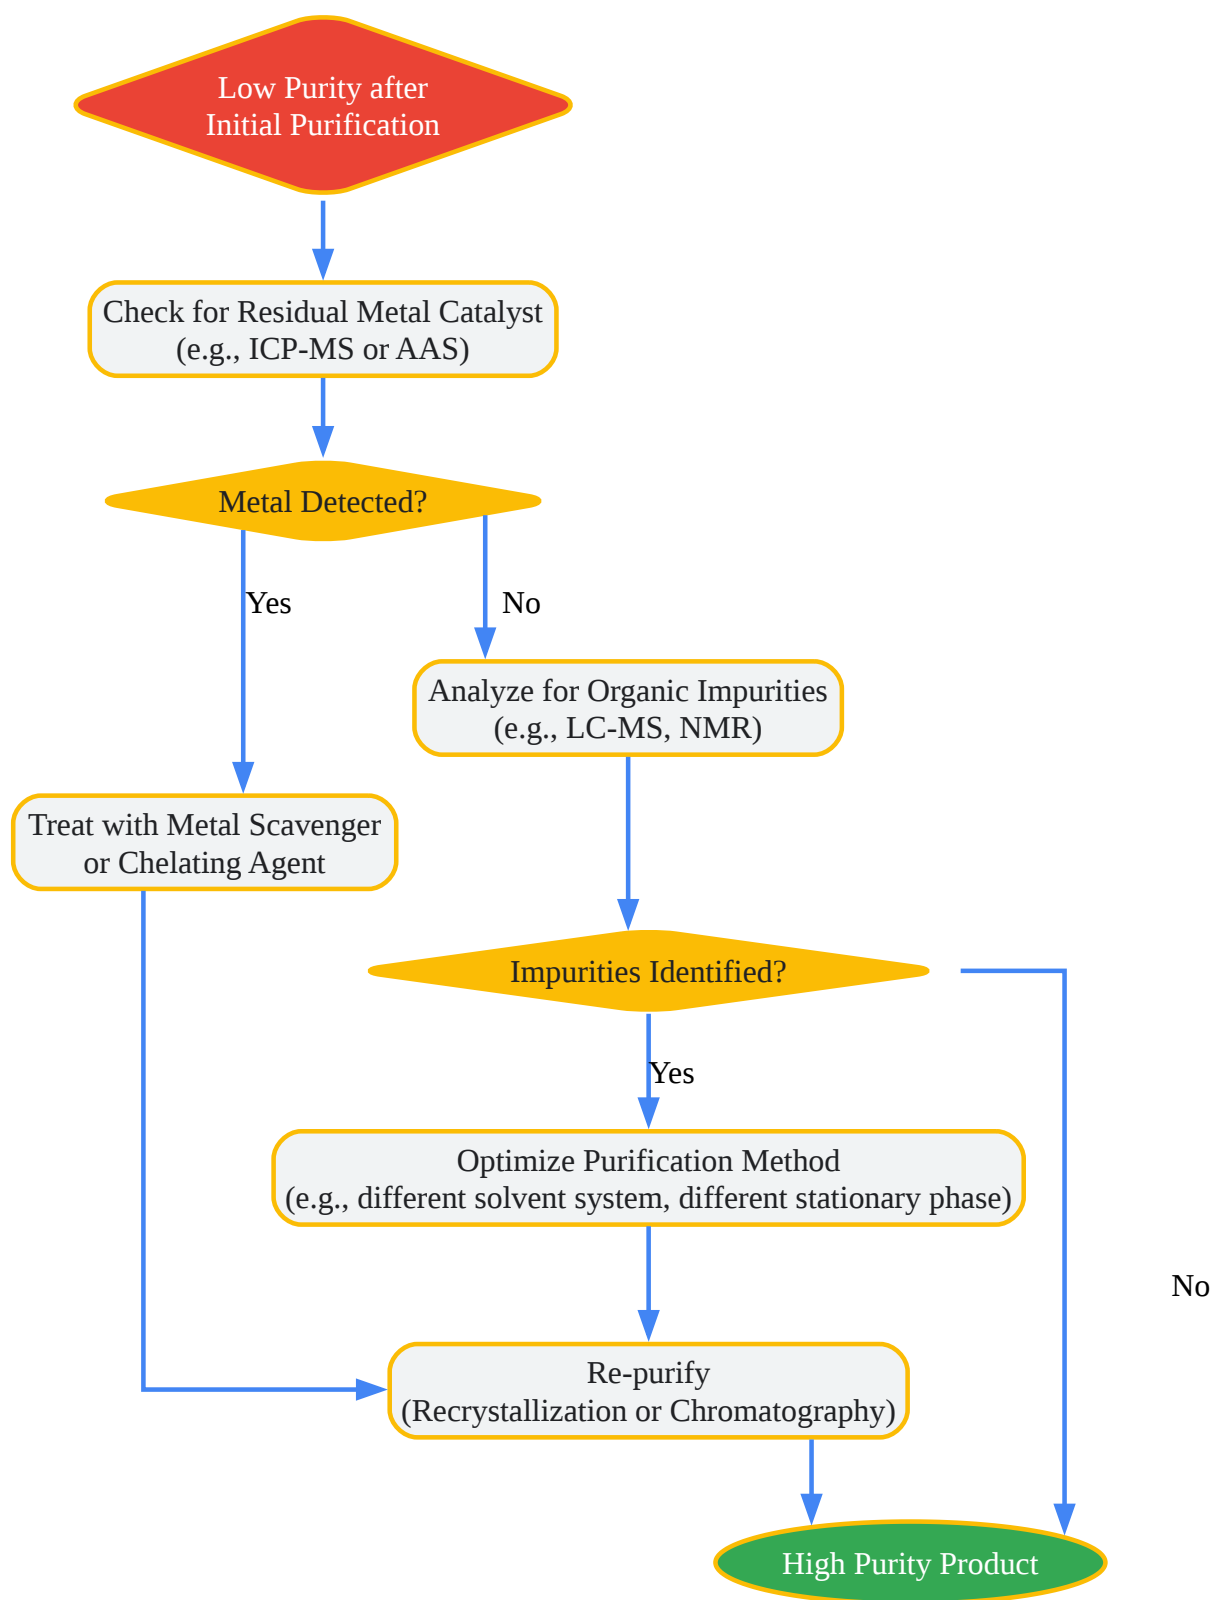 Low Purity after
Initial Purification
Check for Residual Metal Catalyst
(e.g., ICP-MS or AAS)
Metal Detected?
Yes
No
Analyze for Organic Impurities
(e.g., LC-MS, NMR)
Treat with Metal Scavenger
or Chelating Agent
Impurities Identified?
Yes
Optimize Purification Method
(e.g., different solvent system, different stationary phase)
No
Re-purify
(Recrystallization or Chromatography)
High Purity Product